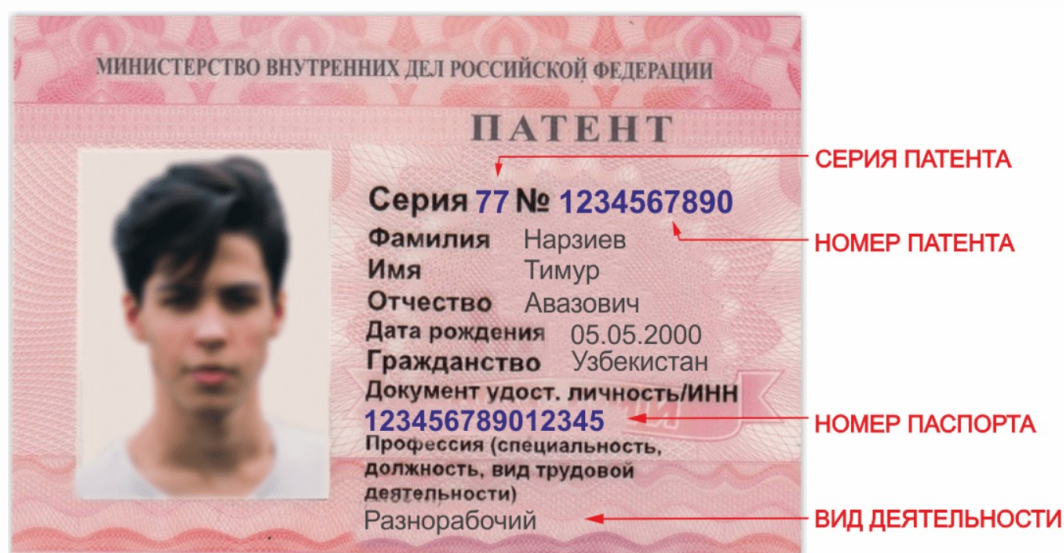 МИНИСТЕРСТВО ВНУТРЕННИХ ДЕЛ РОССИЙСКОЙ ФЕДЕРАЦИИ
ПАТЕНТ
СЕРИЯ ПАТЕНТА
Серия 77 № 1234567890
НОМЕР ПАТЕНТА
Фамилия Нарзиев
Имя Тимур
Отчество Авазович
Дата рождения 05.05.2000
Гражданство Узбекистан
Документ удост. личность/ИНН
123456789012345
НОМЕР ПАСПОРТА
Профессия (специальность,
должность, вид трудовой
деятельности)
Разнорабочий
ВИД ДЕЯТЕЛЬНОСТИ